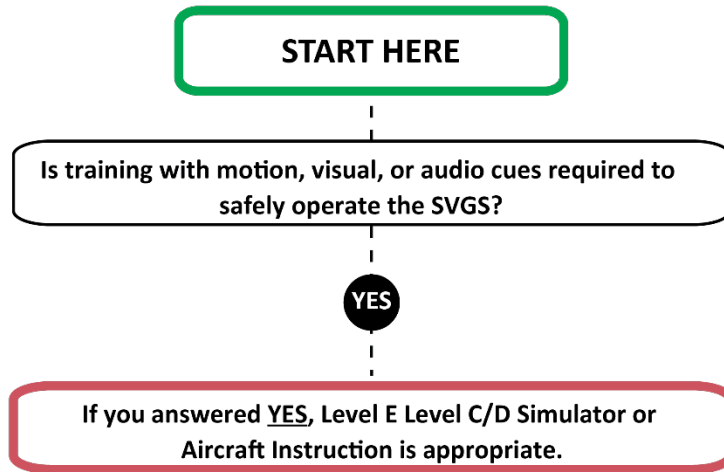 START HERE
Is training with motion, visual, or audio cues required to
safely operate the SVGS?
YES
If you answered YES, Level E Level C/D Simulator or
Aircraft Instruction is appropriate.